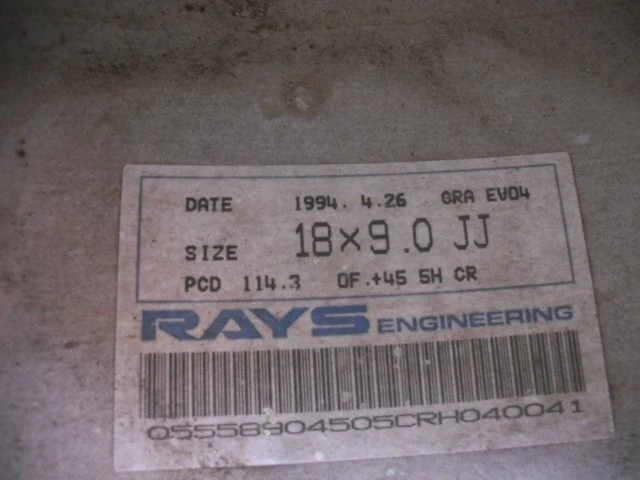 DATE 1994. 4.26 GRA EVO4
SIZE 18×9.0 JJ
PCD 114.3 OF.+45 5H CR
RAYS ENGINEERING
Q5558904505CRH040041